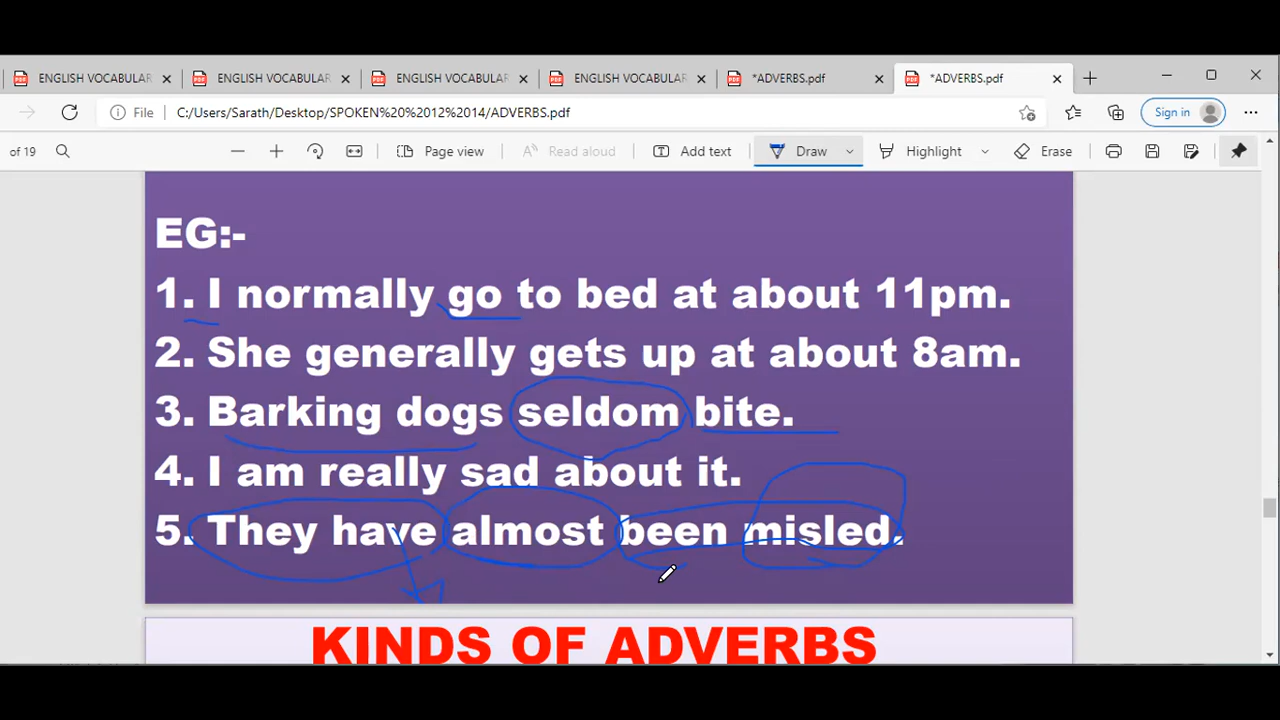 ENGLISH VOCABULAR
ENGLISH VOCABULAR
ENGLISH VOCABULAR
ENGLISH VOCABULAR
*ADVERBS.pdf
*ADVERBS.pdf
File
C:/Users/Sarath/Desktop/SPOKEN%20%2012%2014/ADVERBS.pdf
Sign in
of 19
Page view
Read aloud
Add text
Draw
Highlight
Erase
EG:-
1. I normally go to bed at about 11pm.
2. She generally gets up at about 8am.
3. Barking dogs seldom bite.
4. I am really sad about it.
5. They have almost been misled.
KINDS OF ADVERBS